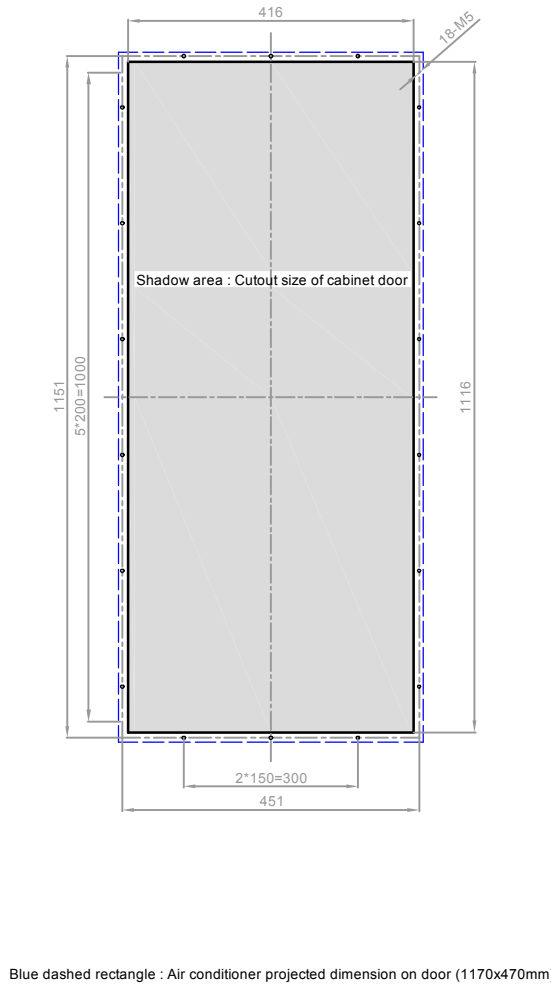 416
18-M5
Shadow area : Cutout size of cabinet door
1151
5*200=1000
1116
2*150=300
451
Blue dashed rectangle : Air conditioner projected dimension on door (1170x470mm